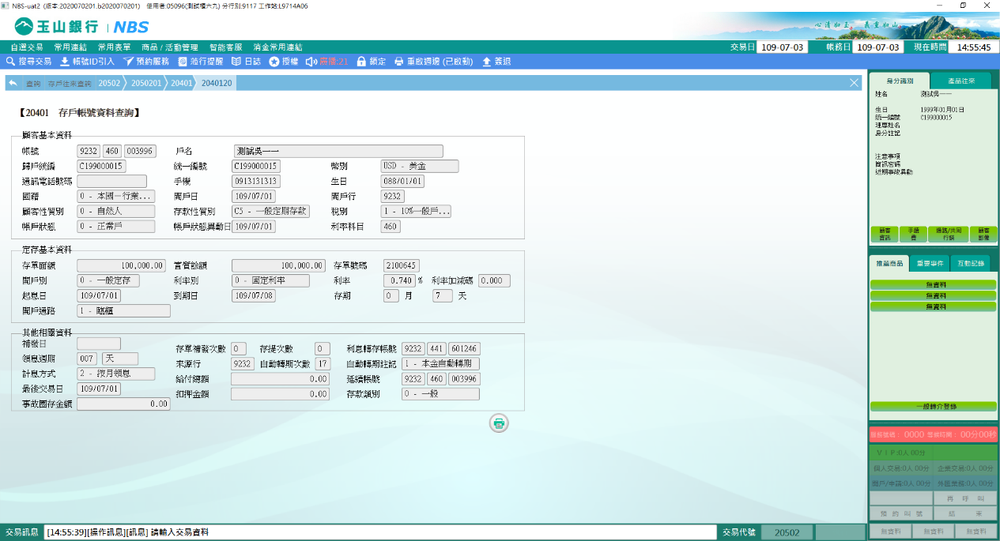 NBS-uat2 (版本:2020070201.b2020070201) 使用者:05096(測試櫃六九) 分行別:9117 工作站:L9714A06
玉山銀行 NBS
心清如玉, 義重如山
自選交易 常用連結 常用表單 商品 / 活動管理 智能客服 消金常用連結 交易日 109-07-03 帳務日 109-07-03 現在時間 14:55:45
搜尋交易 帳號ID引入 預約服務 strike 日誌 授權 廣播:21 鎖定 重啟週邊 (已啟動) 簽退
查詢 存戶往來查詢 20502 2050201 20401 2040120
【20401 存戶帳號資料查詢】
顧客基本資料
帳號 9232 460 003996 戶名 測試吳一一
歸戶統編 C199000015 統一編號 C199000015 幣別 USD - 美金
通訊電話號碼 手機 0913131313 生日 088/01/01
國籍 0 - 本國一行業... 開戶日 109/07/01 開戶行 9232
顧客性質別 0 - 自然人 存款性質別 C5 - 一般定期存款 稅別 1 - 10%一般戶...
帳戶狀態 0 - 正常戶 帳戶狀態異動日 109/07/01 利率科目 460
定存基本資料
存單面額 100,000.00 實質餘額 100,000.00 存單號碼 2100645
開戶別 0 - 一般定存 利率別 0 - 固定利率 利率 0.740 % 利率加減碼 0.000
起息日 109/07/01 到期日 109/07/08 存期 0 月 7 天
開戶通路 1 - 臨櫃
其他相關資料
補發日 存單補發次數 0 存提次數 0 利息轉存帳號 9232 441 601246
領息週期 007 天 來源行 9232 自動轉期次數 17 自動轉期註記 1 - 本金自動轉期
計息方式 2 - 按月領息 給付總額 0.00 延續帳號 9232 460 003996
最後交易日 109/07/01 扣押金額 0.00 存款類別 0 - 一般
事故圈存金額 0.00
身分識別 產品往來
姓名 測試吳一一
生日 1999年01月01日
統一編號 C199000015
理專姓名
身分註記
注意事項
簡訊密碼
近期事故異動
顧客資訊 手續費 通路/共同行銷 顧客影像
推薦商品 重要事件 互動記錄
無資料
無資料
無資料
一般轉介登錄
服務號碼: 0000 等候時間: 00分00秒
V I P:0人 00分
個人交易:0人 00分 企業交易:0人 00分
開戶/申請:0人 00分 外匯業務:0人 00分
再 呼 叫
預 約 叫 號 結 束
無資料 無資料 無資料
交易訊息 [14:55:39][操作訊息][訊息] 請輸入交易資料 交易代號 20502